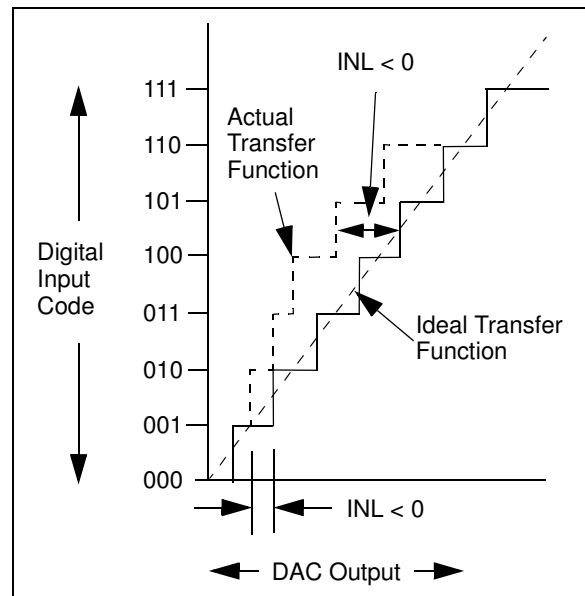 INL < 0
111
Actual
Transfer
Function
110
101
Digital
Input
Code
100
011
Ideal Transfer
Function
010
001
000
INL < 0
DAC Output